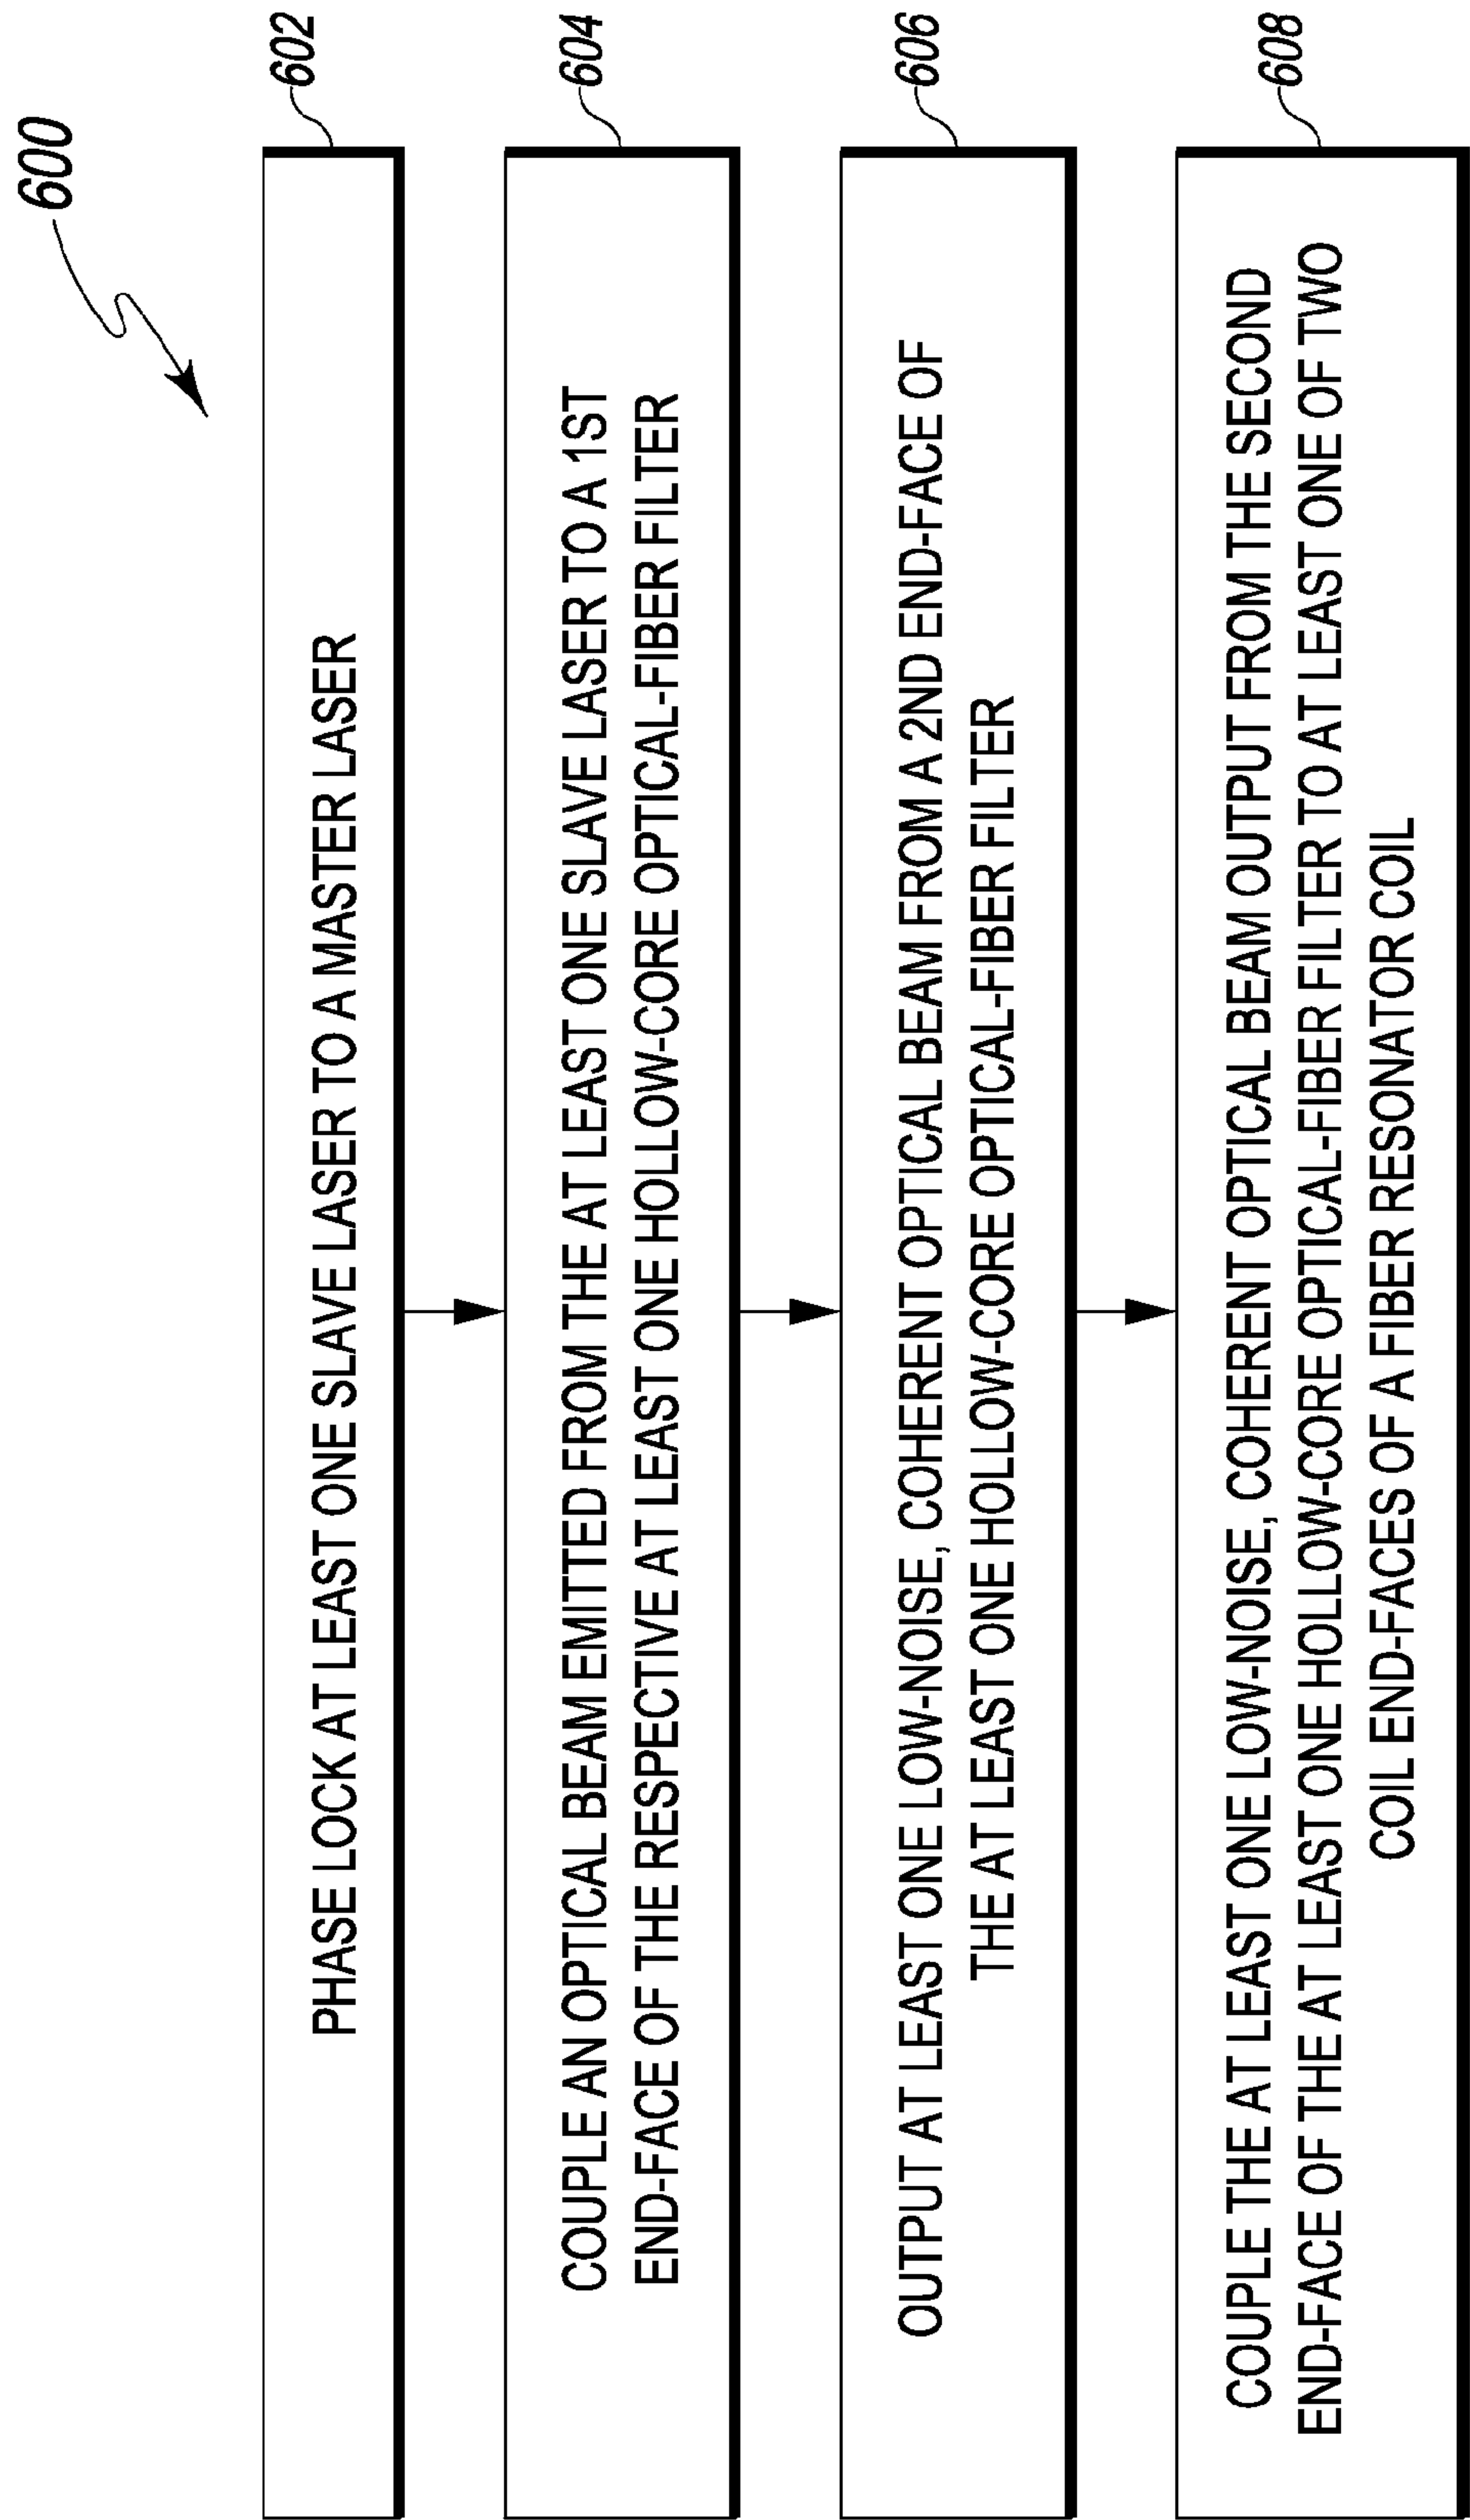 600
602
PHASE LOCK AT LEAST ONE SLAVE LASER TO A MASTER LASER
604
COUPLE AN OPTICAL BEAM EMITTED FROM THE AT LEAST ONE SLAVE LASER TO A 1ST
END-FACE OF THE RESPECTIVE AT LEAST ONE HOLLOW-CORE OPTICAL-FIBER FILTER
606
OUTPUT AT LEAST ONE LOW-NOISE, COHERENT OPTICAL BEAM FROM A 2ND END-FACE OF
THE AT LEAST ONE HOLLOW-CORE OPTICAL-FIBER FILTER
608
COUPLE THE AT LEAST ONE LOW-NOISE, COHERENT OPTICAL BEAM OUTPUT FROM THE SECOND
END-FACE OF THE AT LEAST ONE HOLLOW-CORE OPTICAL-FIBER FILTER TO AT LEAST ONE OF TWO
COIL END-FACES OF A FIBER RESONATOR COIL